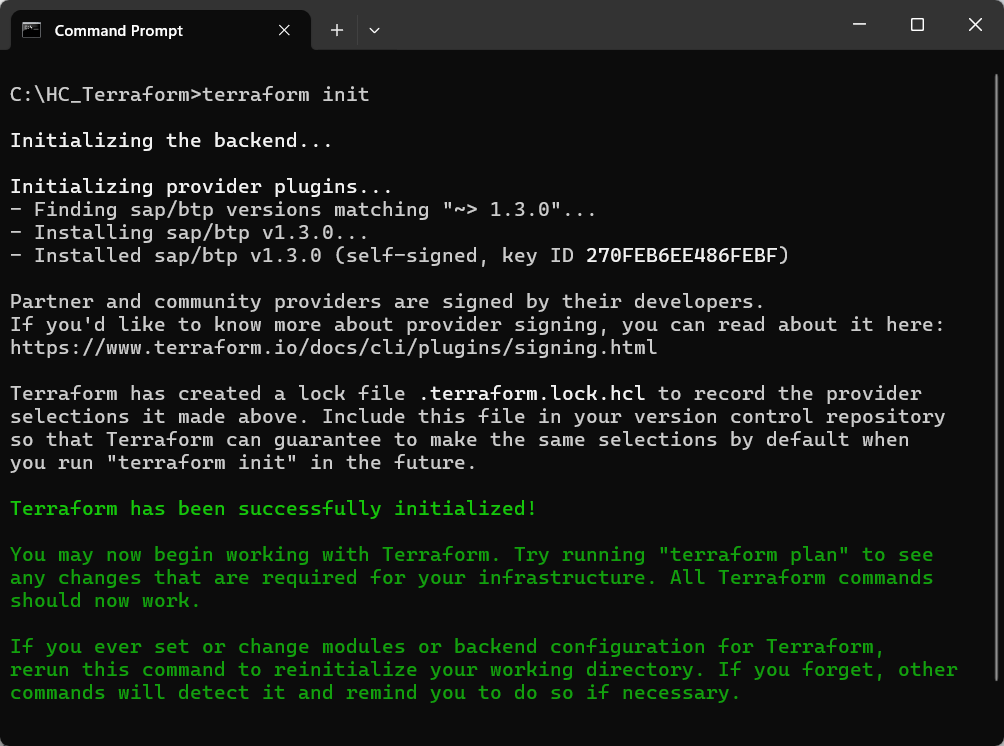 Command Prompt
C:\HC_Terraform>terraform init
Initializing the backend...
Initializing provider plugins...
- Finding sap/btp versions matching "~> 1.3.0"...
- Installing sap/btp v1.3.0...
- Installed sap/btp v1.3.0 (self-signed, key ID 270FEB6EE486FEBF)
Partner and community providers are signed by their developers.
If you'd like to know more about provider signing, you can read about it here:
https://www.terraform.io/docs/cli/plugins/signing.html
Terraform has created a lock file .terraform.lock.hcl to record the provider
selections it made above. Include this file in your version control repository
so that Terraform can guarantee to make the same selections by default when
you run "terraform init" in the future.
Terraform has been successfully initialized!
You may now begin working with Terraform. Try running "terraform plan" to see
any changes that are required for your infrastructure. All Terraform commands
should now work.
If you ever set or change modules or backend configuration for Terraform,
rerun this command to reinitialize your working directory. If you forget, other
commands will detect it and remind you to do so if necessary.